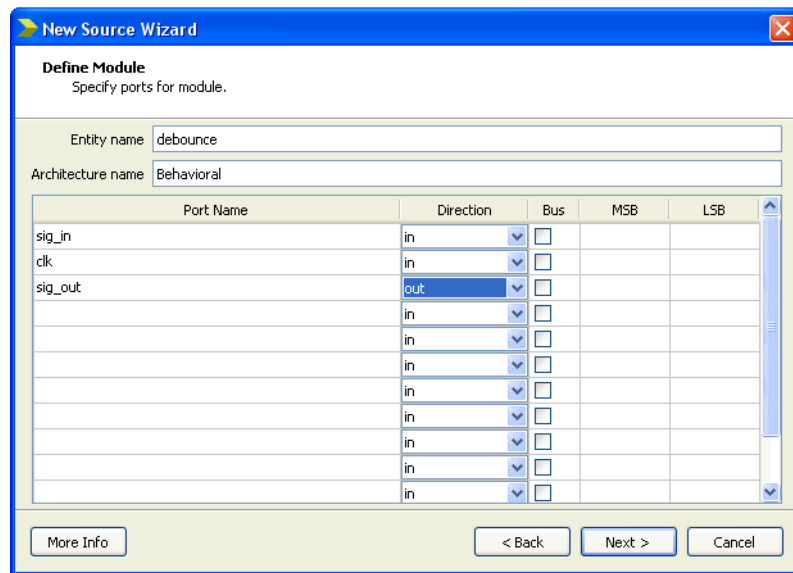 New Source Wizard
Define Module
Specify ports for module.
Entity name debounce
Architecture name Behavioral
Port Name Direction Bus MSB LSB
sig_in in
clk in
sig_out out
in
in
in
in
in
in
in
in
More Info < Back Next > Cancel